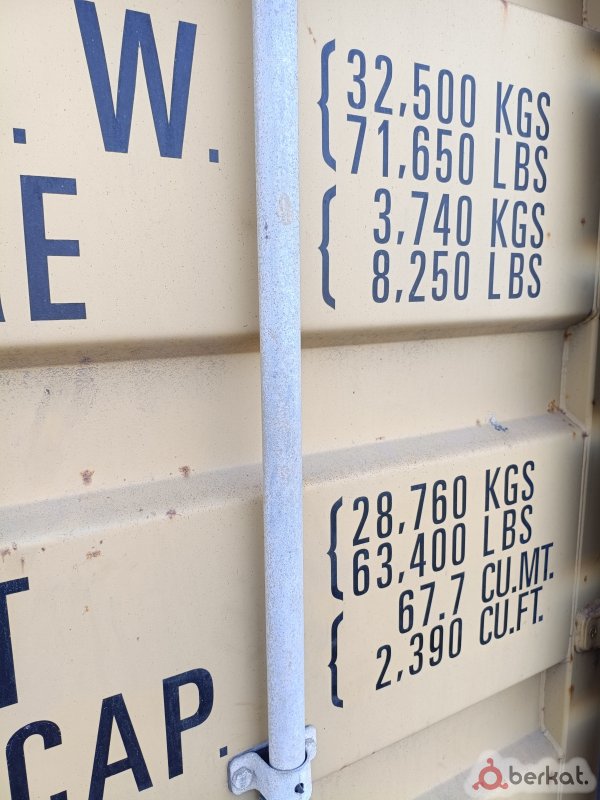 . W. 32,500 KGS
71,650 LBS
RE 3,740 KGS
8,250 LBS
28,760 KGS
63,400 LBS
T 67.7 CU.MT.
CAP. 2,390 CU.FT.
berkat.